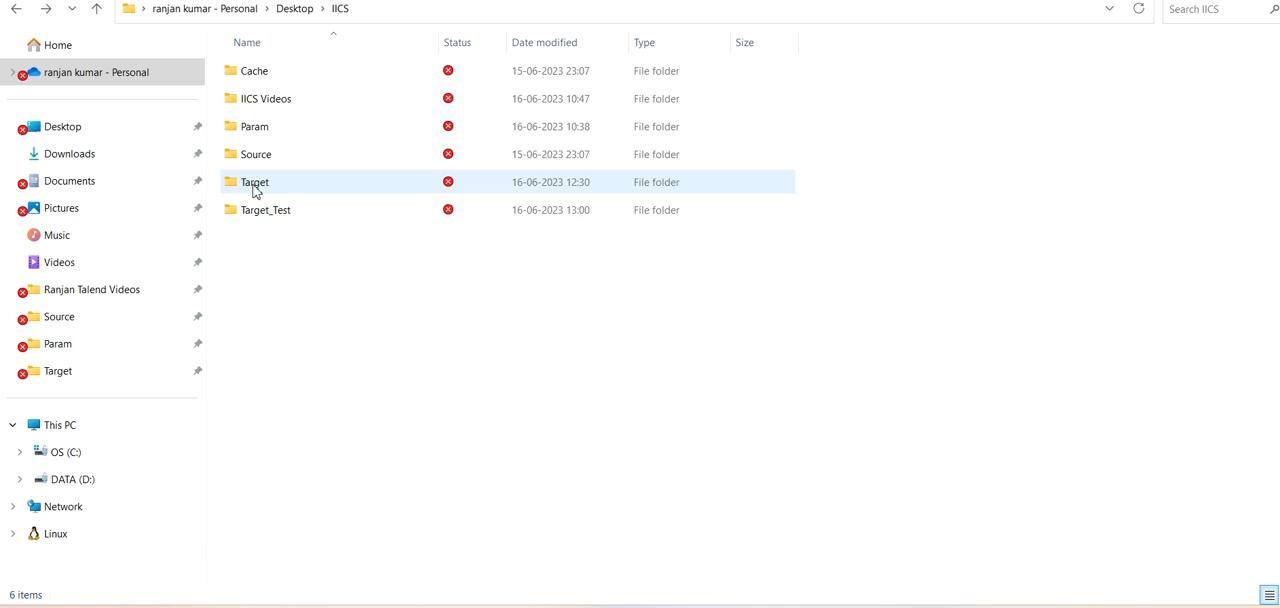 ranjan kumar - Personal > Desktop > IICS
Search IICS
Home
ranjan kumar - Personal
Desktop
Downloads
Documents
Pictures
Music
Videos
Ranjan Talend Videos
Source
Param
Target
This PC
OS (C:)
DATA (D:)
Network
Linux
Name Status Date modified Type Size
Cache 15-06-2023 23:07 File folder
IICS Videos 16-06-2023 10:47 File folder
Param 16-06-2023 10:38 File folder
Source 15-06-2023 23:07 File folder
Target 16-06-2023 12:30 File folder
Target_Test 16-06-2023 13:00 File folder
6 items